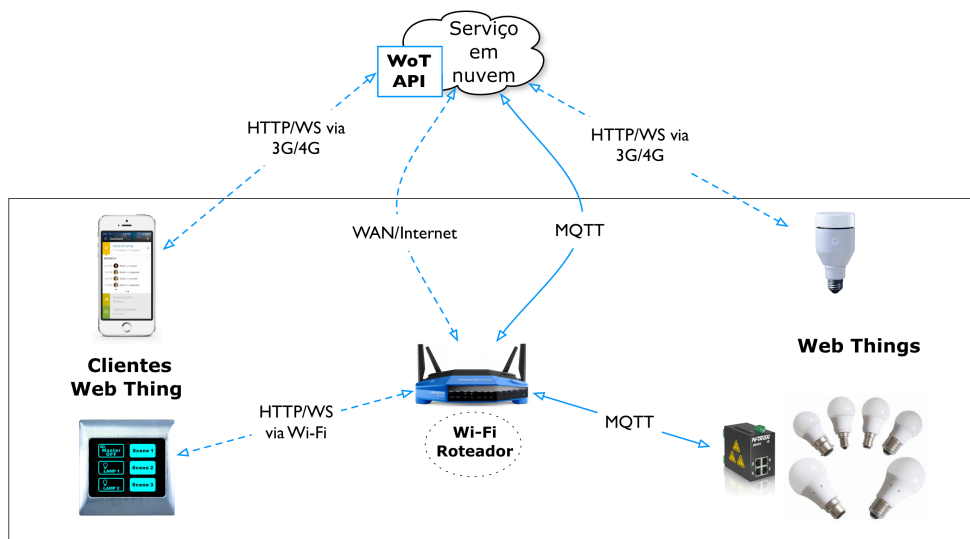 Serviço
em
nuvem
WoT
API
HTTP/WS via
3G/4G
HTTP/WS via
3G/4G
WAN/Internet
MQTT
Clientes
Web Thing
Web Things
HTTP/WS
via Wi-Fi
MQTT
Wi-Fi
Roteador
Master
OFF
Scene 1
LAMP 1
Scene 2
LAMP 2
Scene 3